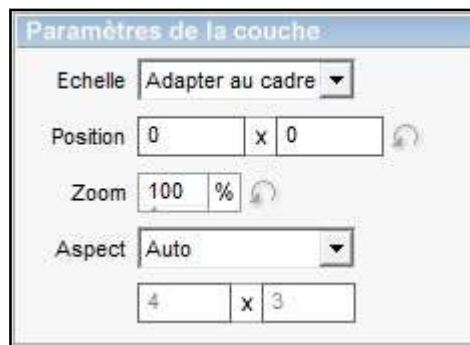 Paramètres de la couche
Echelle Adapter au cadre
Position 0 x 0
Zoom 100 %
Aspect Auto
4 x 3